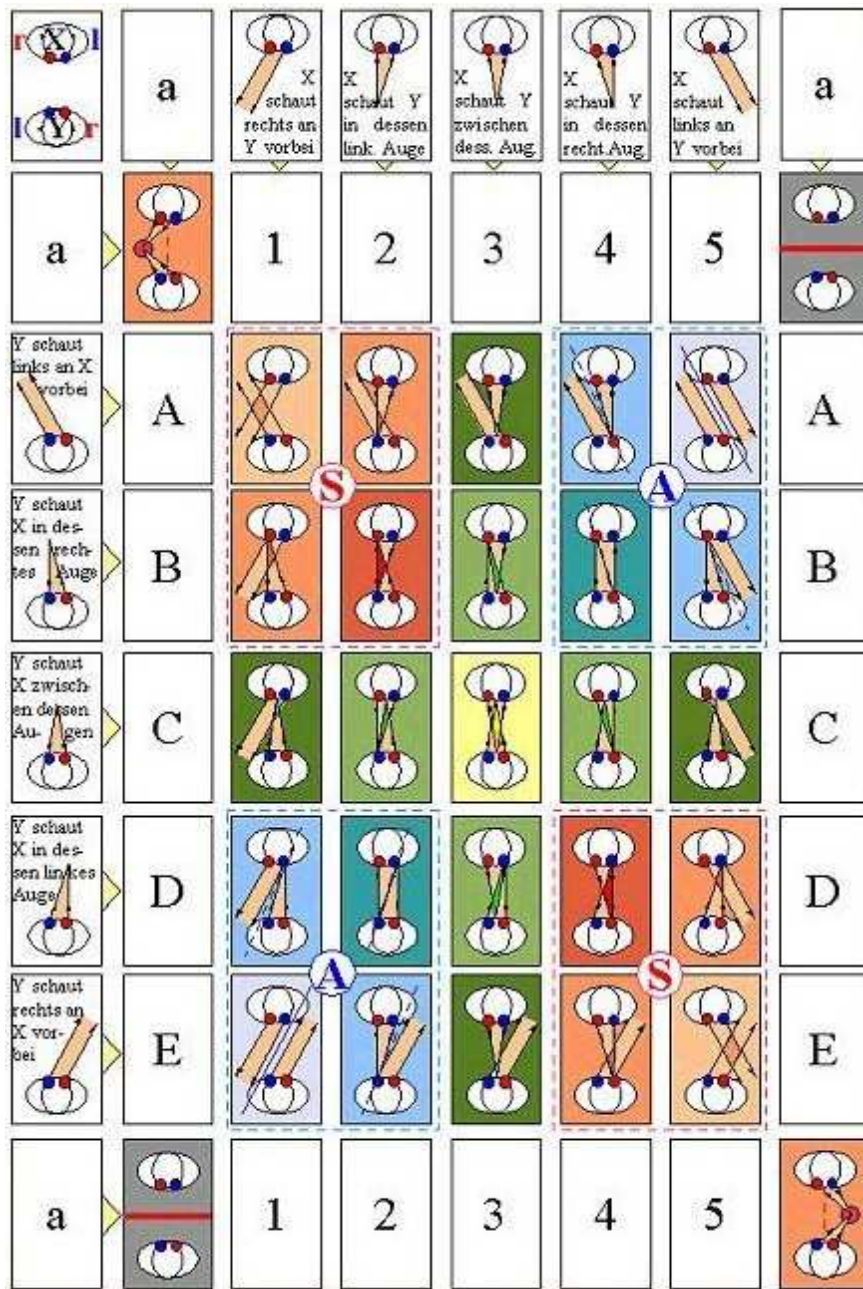 r X l
l Y r
a
X
schaut
rechts an
Y vorbei
X
schaut Y
in dessen
link. Auge
X
schaut Y
zwischen
dess. Aug.
X
schaut Y
in dessen
recht. Aug.
X
schaut
links an
Y vorbei
a
a
1
2
3
4
5
Y schaut
links an X
vorbei
A
A
S
A
Y schaut
X in des-
sen rech-
tes Auge
B
B
Y schaut
X zwisch-
en dessen
Au- gen
C
C
Y schaut
X in des-
sen linkes
Auge
D
D
A
S
Y schaut
rechts an
X vor-
bei
E
E
a
1
2
3
4
5